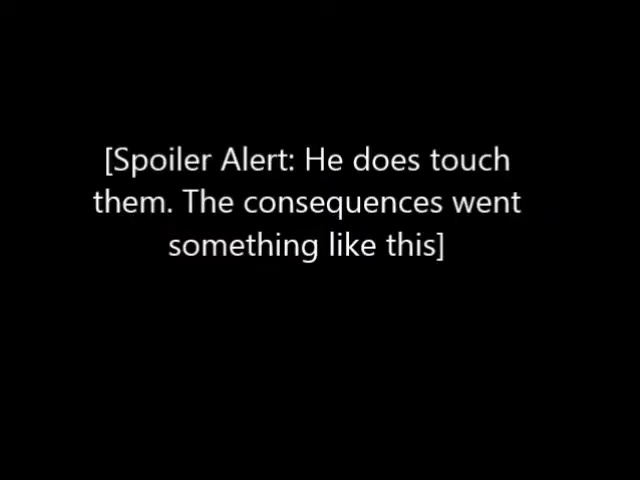 [Spoiler Alert: He does touch
them. The consequences went
something like this]